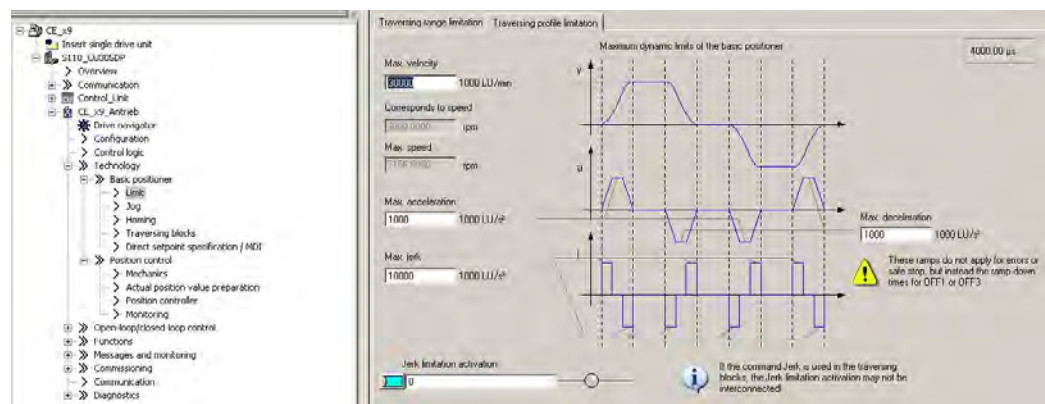 CE_x9
Insert single drive unit
Overview
Communication
Control_Link
CE_x9_Antrieb
Drive navigator
Configuration
Control logic
Technology
Basic positioner
Limit
Jog
Homing
Traversing blocks
Direct setpoint specification / MDI
Position control
Mechanics
Actual position value preparation
Position controller
Monitoring
Open-loop/closed-loop control
Functions
Messages and monitoring
Commissioning
Communication
Diagnostics
Traversing range limitation Traversing profile limitation
Maximum dynamic limits of the basic positioner
4000.00 µs
Max. velocity
30000 1000 LU/min
Corresponds to speed
rpm
Max. speed
rpm
Max. acceleration
1000 1000 LU/s²
Max. jerk
10000 1000 LU/s³
v
a
Max. deceleration
1000 1000 LU/s²
These ramps do not apply for errors or
safe stop, but instead the ramp-down
times for OFF1 or OFF3
Jerk limitation activation
0
If the command Jerk is used in the traversing
blocks, the Jerk limitation activation may not be
interconnected!